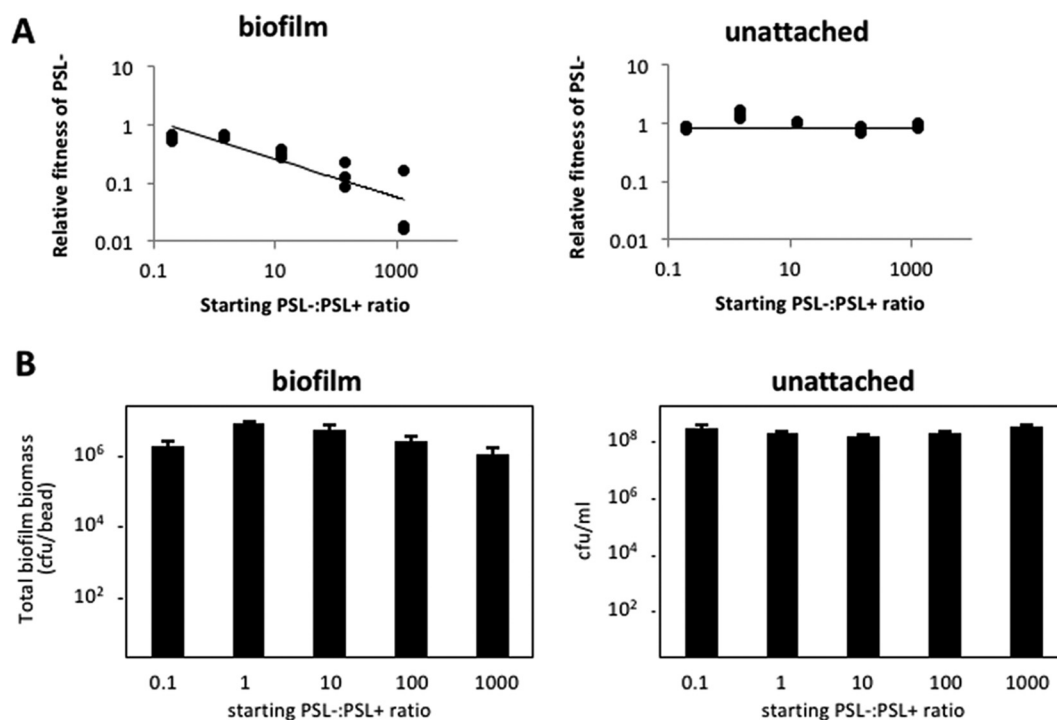 A
biofilm
unattached
Relative fitness of PSL-
10
1
0.1
0.01
0.1
10
1000
Starting PSL-:PSL+ ratio
Relative fitness of PSL-
10
1
0.1
0.01
0.1
10
1000
Starting PSL-:PSL+ ratio
B
biofilm
unattached
Total biofilm biomass
(cfu/bead)
10⁶
10⁴
10²
0.1 1 10 100 1000
starting PSL-:PSL+ ratio
cfu/ml
10⁸
10⁶
10⁴
10²
0.1 1 10 100 1000
starting PSL-:PSL+ ratio